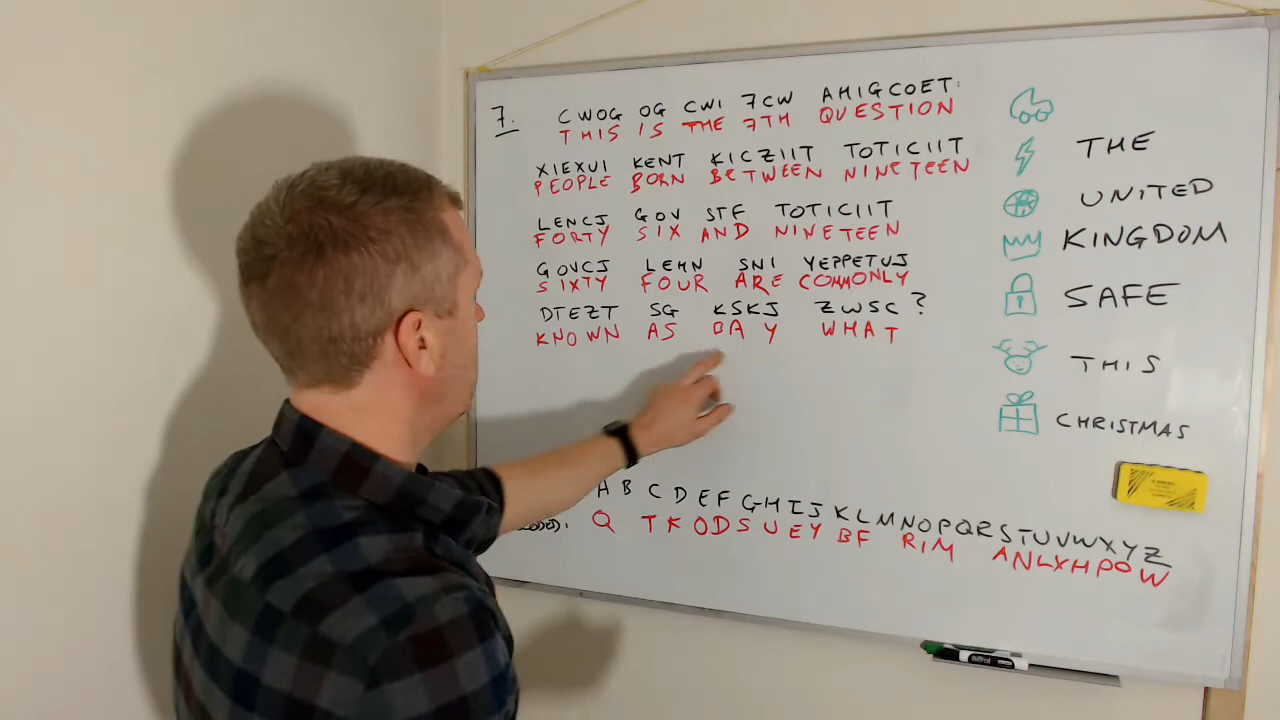 7. CWOG OG CWI 7CW AMIGCOET:
THIS IS THE 7TH QUESTION
XIEXUI KENT KICZIIT TOTICIIT
PEOPLE BORN BETWEEN NINETEEN
LENCJ GOV STF TOTICIIT
FORTY SIX AND NINETEEN
GOVCJ LEMN SNI YEPPETUJ
SIXTY FOUR ARE COMMONLY
DTEZT SG KSKJ ZWSC?
KNOWN AS BA Y WHAT
THE
UNITED
KINGDOM
SAFE
THIS
CHRISTMAS
A B C D E F G H I J K L M N O P Q R S T U V W X Y Z
Q T K O D S U E Y B F R I M A N L X H P O W